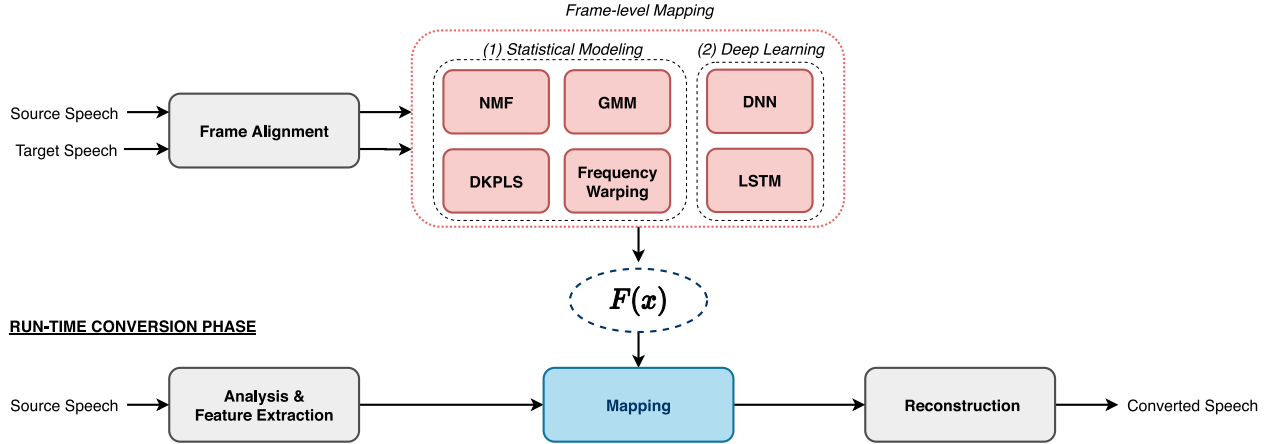 Frame-level Mapping
(1) Statistical Modeling
(2) Deep Learning
Source Speech
Target Speech
Frame Alignment
NMF
GMM
DNN
DKPLS
Frequency
Warping
LSTM
F(x)
RUN-TIME CONVERSION PHASE
Source Speech
Analysis &
Feature Extraction
Mapping
Reconstruction
Converted Speech